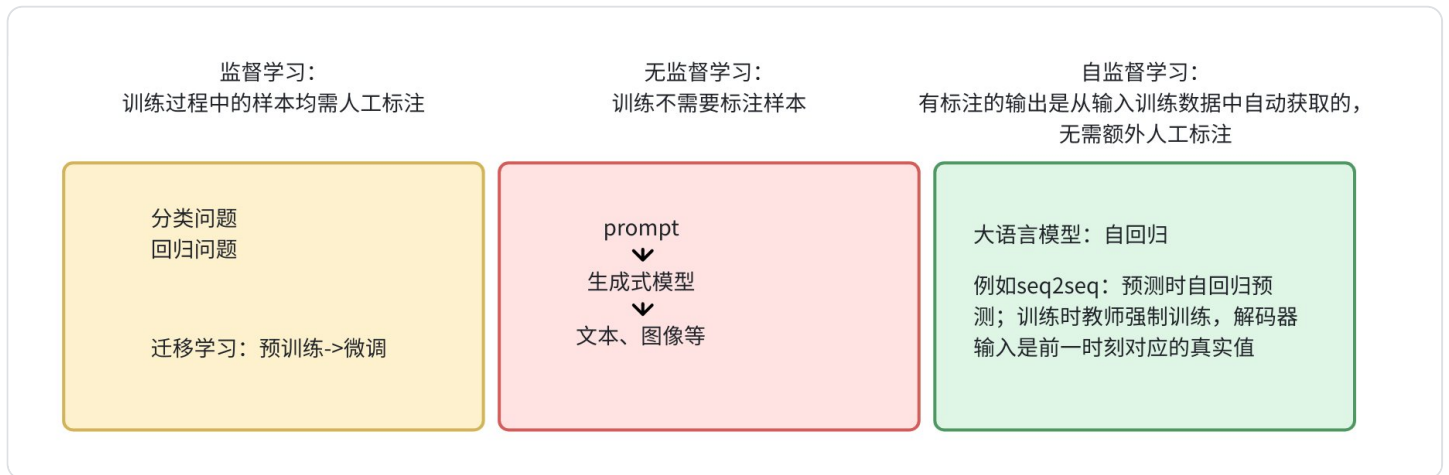 监督学习：
训练过程中的样本均需人工标注
无监督学习：
训练不需要标注样本
自监督学习：
有标注的输出是从输入训练数据中自动获取的，
无需额外人工标注
分类问题
回归问题
迁移学习：预训练->微调
prompt
生成式模型
文本、图像等
大语言模型：自回归
例如seq2seq：预测时自回归预
测；训练时教师强制训练，解码器
输入是前一时刻对应的真实值